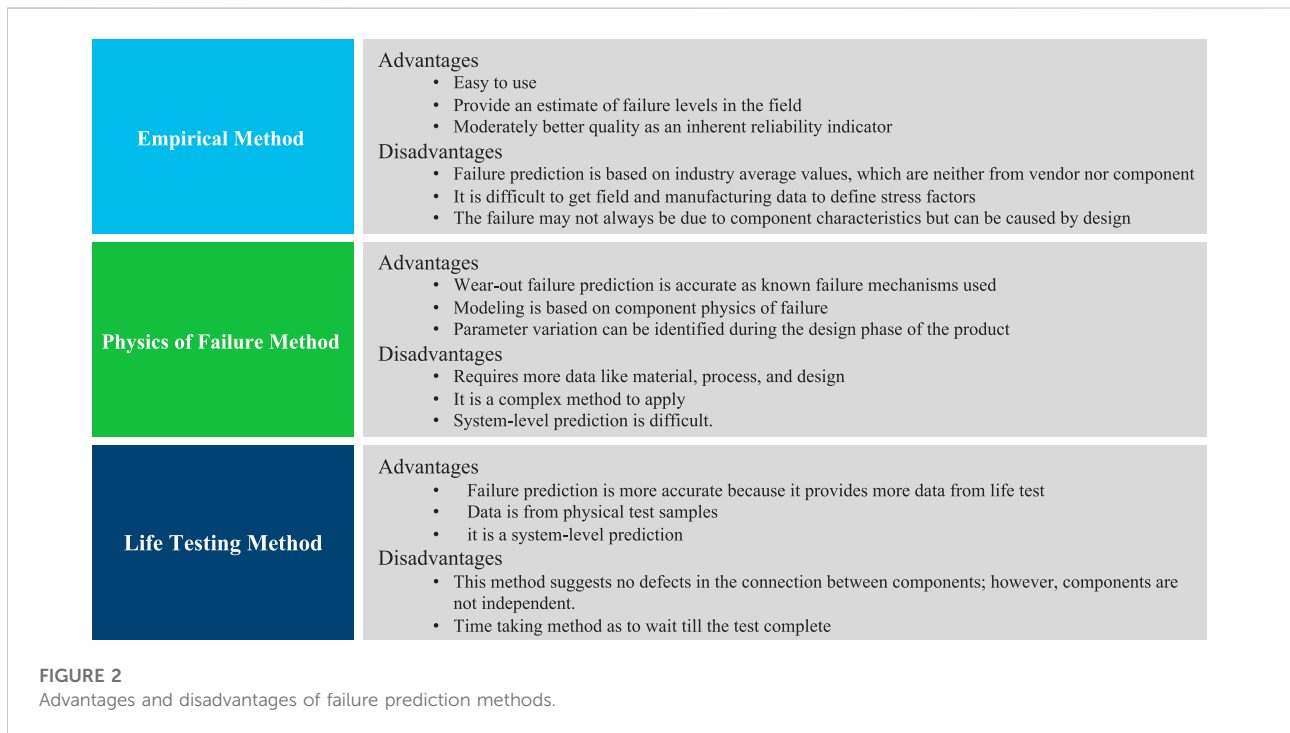 Empirical Method
Advantages
• Easy to use
• Provide an estimate of failure levels in the field
• Moderately better quality as an inherent reliability indicator
Disadvantages
• Failure prediction is based on industry average values, which are neither from vendor nor component
• It is difficult to get field and manufacturing data to define stress factors
• The failure may not always be due to component characteristics but can be caused by design
Physics of Failure Method
Advantages
• Wear-out failure prediction is accurate as known failure mechanisms used
• Modeling is based on component physics of failure
• Parameter variation can be identified during the design phase of the product
Disadvantages
• Requires more data like material, process, and design
• It is a complex method to apply
• System-level prediction is difficult.
Life Testing Method
Advantages
• Failure prediction is more accurate because it provides more data from life test
• Data is from physical test samples
• it is a system-level prediction
Disadvantages
• This method suggests no defects in the connection between components; however, components are
not independent.
• Time taking method as to wait till the test complete
FIGURE 2
Advantages and disadvantages of failure prediction methods.